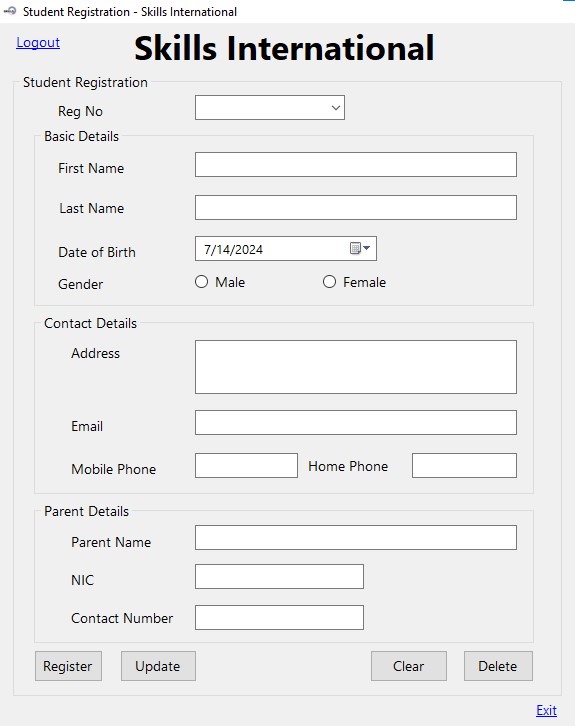 Student Registration - Skills International
Logout
Skills International
Student Registration
Reg No
Basic Details
First Name
Last Name
Date of Birth 7/14/2024
Gender Male Female
Contact Details
Address
Email
Mobile Phone Home Phone
Parent Details
Parent Name
NIC
Contact Number
Register Update Clear Delete
Exit